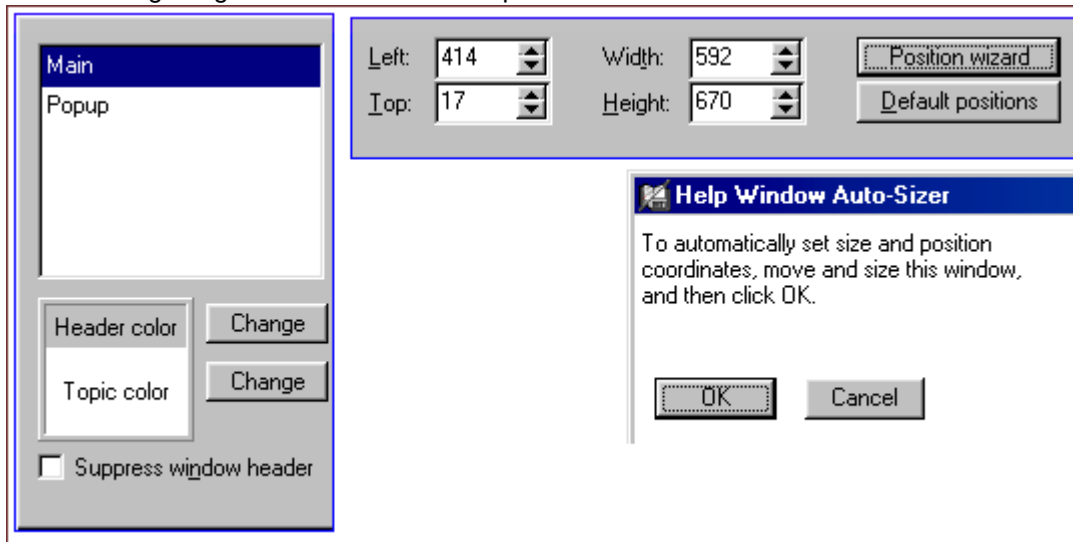 Main
Popup
Header color
Change
Topic color
Change
Suppress window header
Left: 414 Width: 592 Position wizard
Top: 17 Height: 670 Default positions
Help Window Auto-Sizer
To automatically set size and position
coordinates, move and size this window,
and then click OK.
OK Cancel